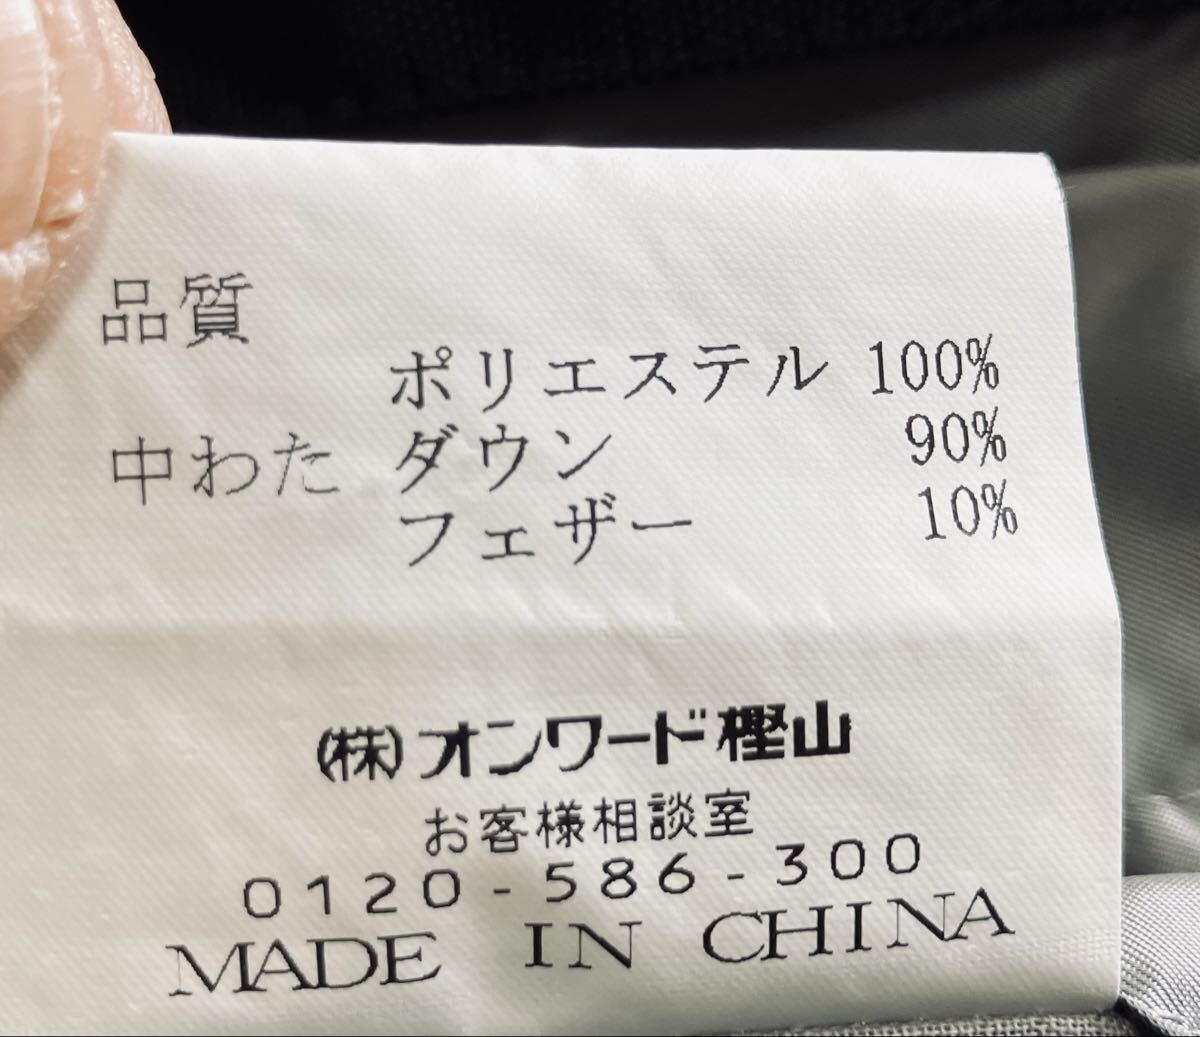 品質
ポリエステル 100%
中わた ダウン 90%
フェザー 10%
(株)オンワード樫山
お客様相談室
0120-586-300
MADE IN CHINA